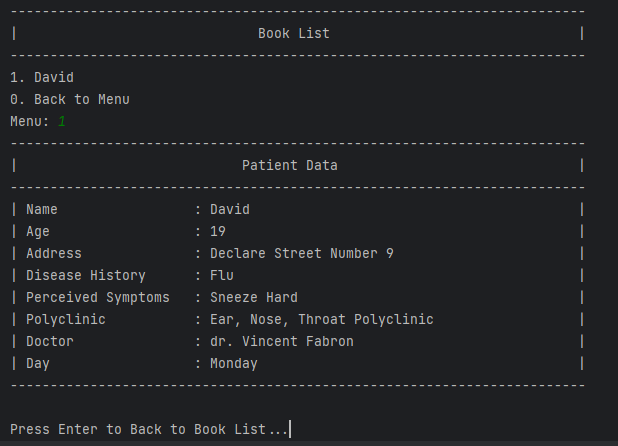 ------------------------------------------------------------------------
|                              Book List                               |
------------------------------------------------------------------------
1. David
0. Back to Menu
Menu: 1
------------------------------------------------------------------------
|                            Patient Data                              |
------------------------------------------------------------------------
| Name                 : David                                         |
| Age                  : 19                                            |
| Address              : Declare Street Number 9                       |
| Disease History      : Flu                                           |
| Perceived Symptoms   : Sneeze Hard                                   |
| Polyclinic           : Ear, Nose, Throat Polyclinic                  |
| Doctor               : dr. Vincent Fabron                            |
| Day                  : Monday                                        |
------------------------------------------------------------------------
Press Enter to Back to Book List...